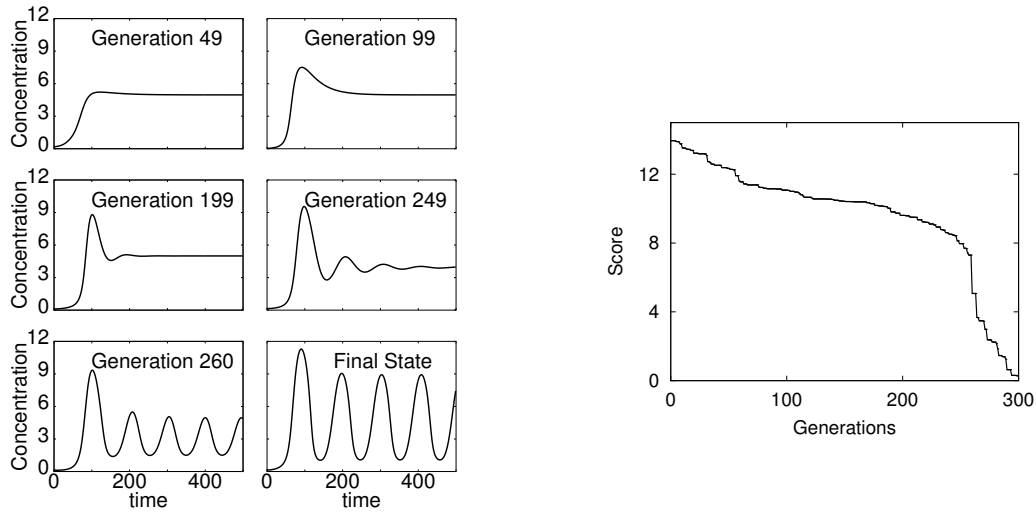 12
9
6
3
0
Concentration
Generation 49
Generation 99
12
9
6
3
0
Concentration
Generation 199
Generation 249
12
9
6
3
0
Concentration
Generation 260
Final State
0 200 400
time
0 200 400
time
12
8
4
0
Score
0 100 200 300
Generations